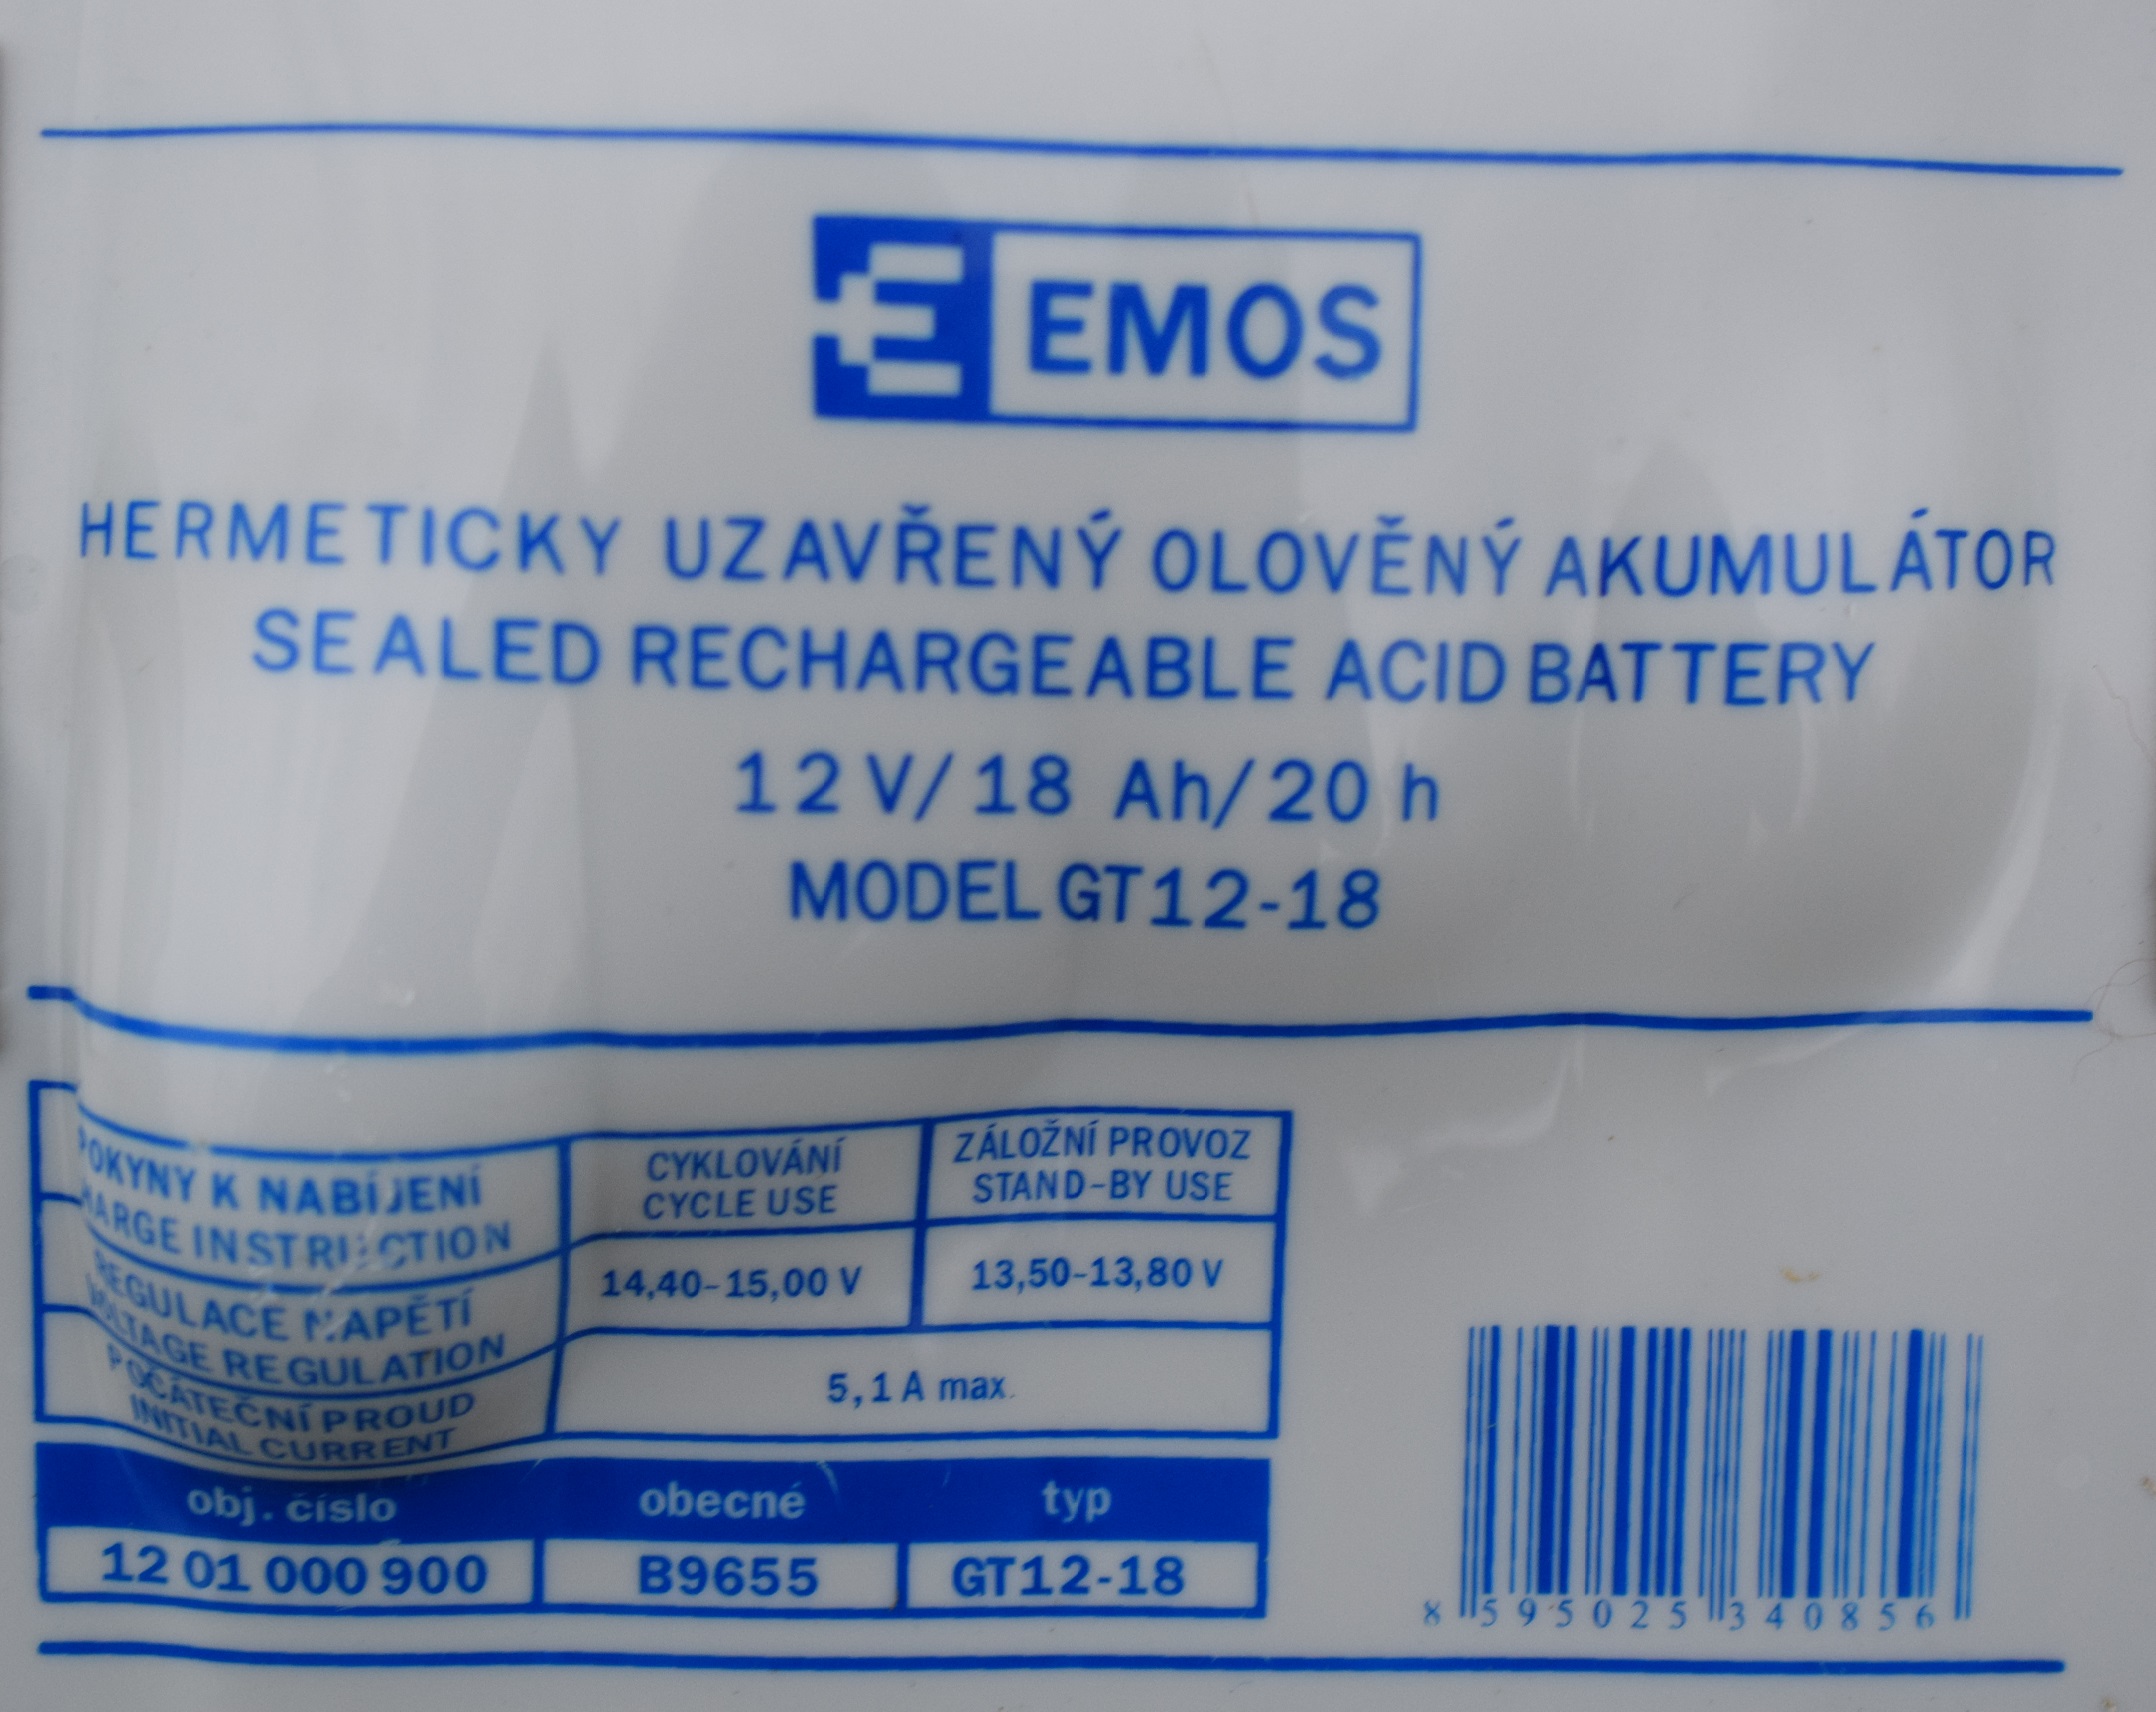 EMOS
HERMETICKY UZAVŘENÝ OLOVĚNÝ AKUMULÁTOR
SEALED RECHARGEABLE ACID BATTERY
12 V/18 Ah/20 h
MODEL GT12-18
POKYNY K NABÍJENÍ
HARGE INSTRUCTION
CYKLOVÁNÍ
CYCLE USE
ZÁLOŽNÍ PROVOZ
STAND-BY USE
REGULACE NAPĚTÍ
VOLTAGE REGULATION
14,40-15,00 V
13,50-13,80 V
POČÁTEČNÍ PROUD
INITIAL CURRENT
5,1 A max.
obj. číslo
obecné
typ
12 01 000 900
B9655
GT12-18
8 595025 340856